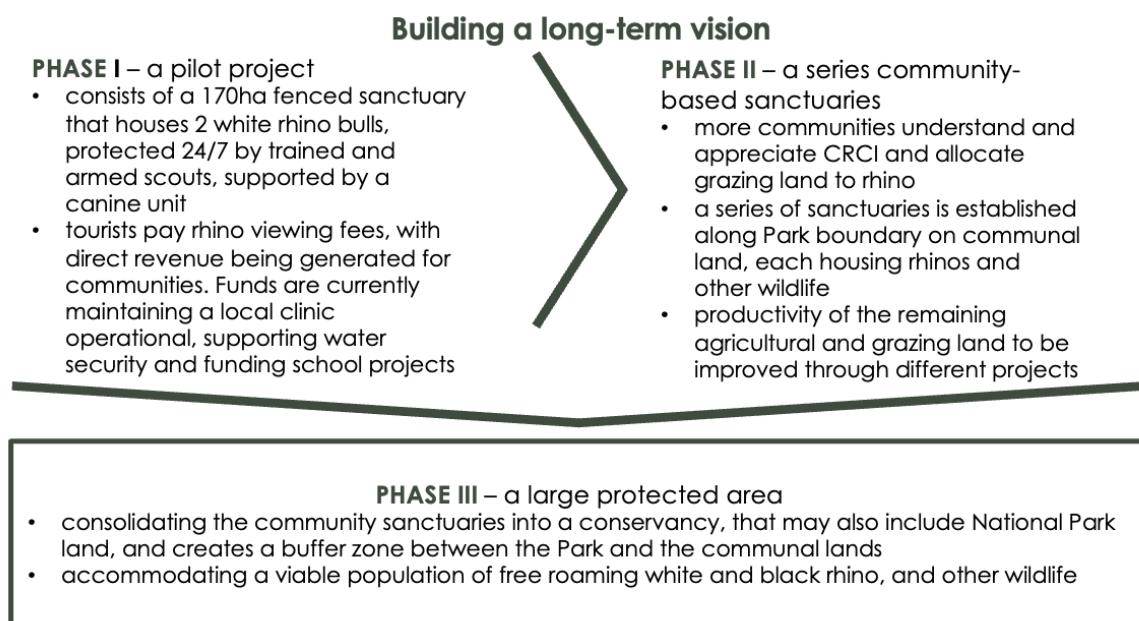 Building a long-term vision
PHASE I – a pilot project
• consists of a 170ha fenced sanctuary
that houses 2 white rhino bulls,
protected 24/7 by trained and
armed scouts, supported by a
canine unit
• tourists pay rhino viewing fees, with
direct revenue being generated for
communities. Funds are currently
maintaining a local clinic
operational, supporting water
security and funding school projects
PHASE II – a series community-
based sanctuaries
• more communities understand and
appreciate CRCI and allocate
grazing land to rhino
• a series of sanctuaries is established
along Park boundary on communal
land, each housing rhinos and
other wildlife
• productivity of the remaining
agricultural and grazing land to be
improved through different projects
PHASE III – a large protected area
• consolidating the community sanctuaries into a conservancy, that may also include National Park
land, and creates a buffer zone between the Park and the communal lands
• accommodating a viable population of free roaming white and black rhino, and other wildlife